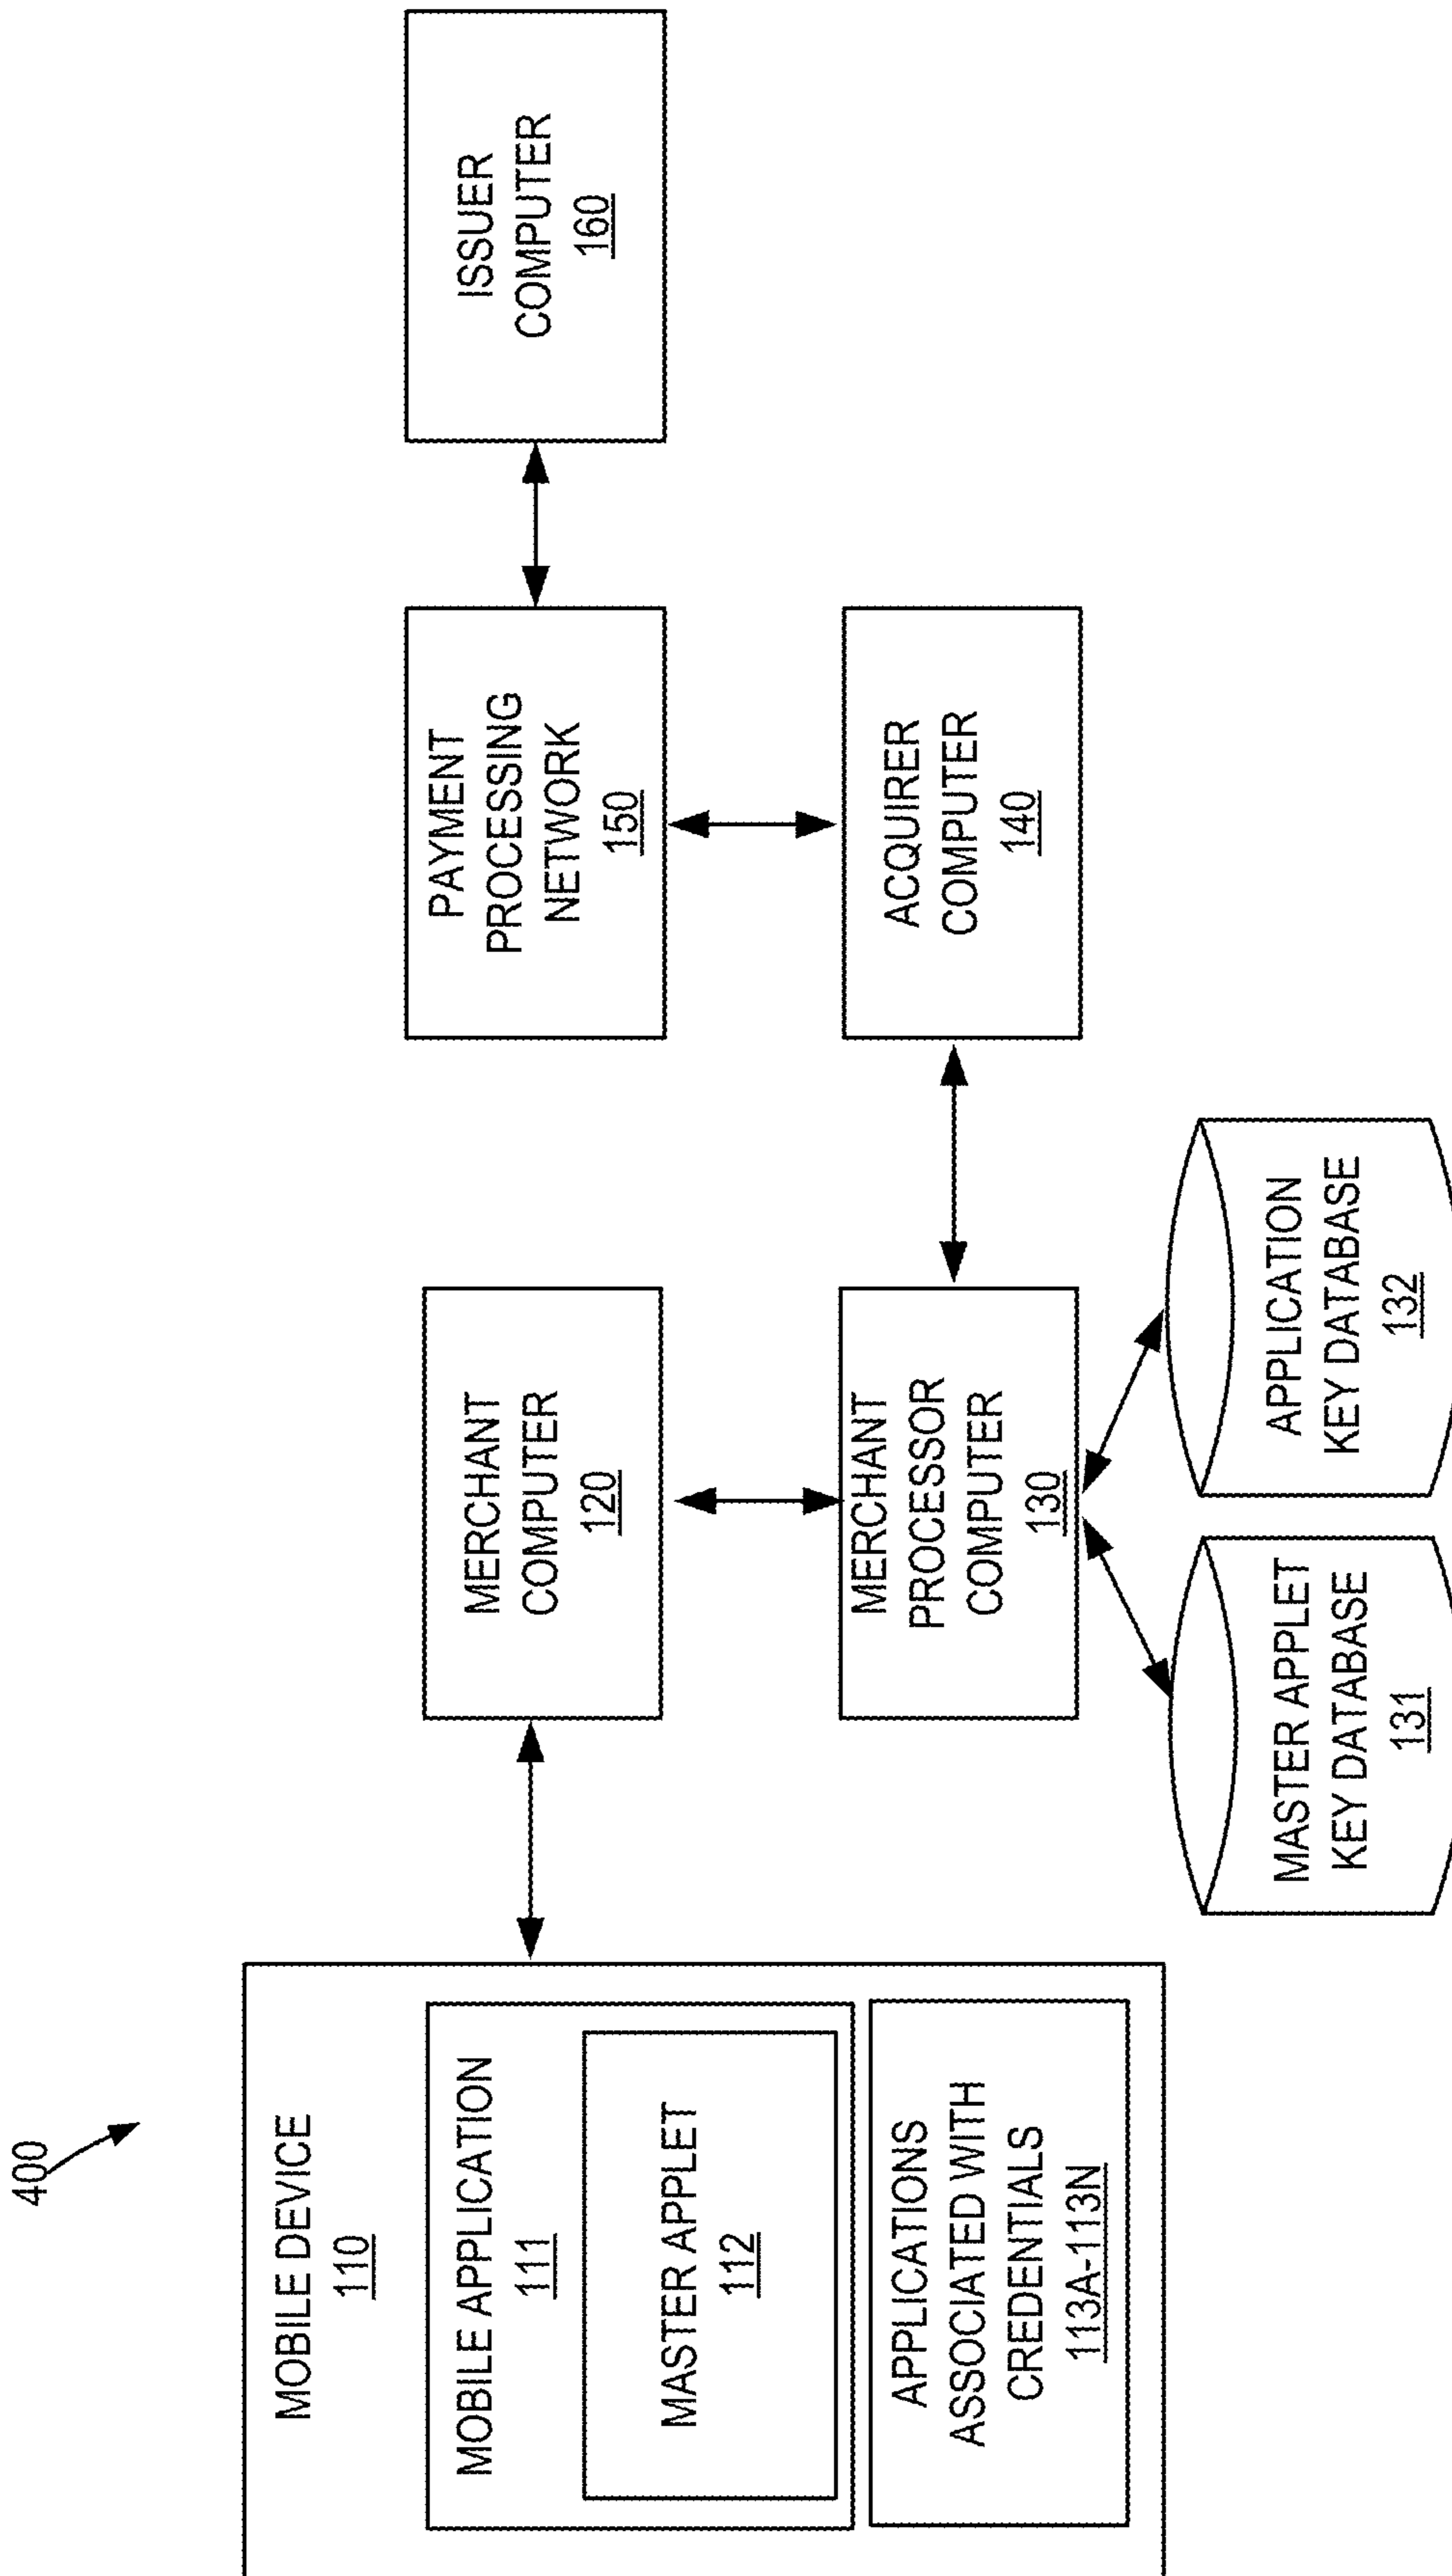 400
MOBILE DEVICE
110
MOBILE APPLICATION
111
MASTER APPLET
112
APPLICATIONS
ASSOCIATED WITH
CREDENTIALS
113A-113N
MERCHANT
COMPUTER
120
MERCHANT
PROCESSOR
COMPUTER
130
MASTER APPLET
KEY DATABASE
131
APPLICATION
KEY DATABASE
132
PAYMENT
PROCESSING
NETWORK
150
ACQUIRER
COMPUTER
140
ISSUER
COMPUTER
160